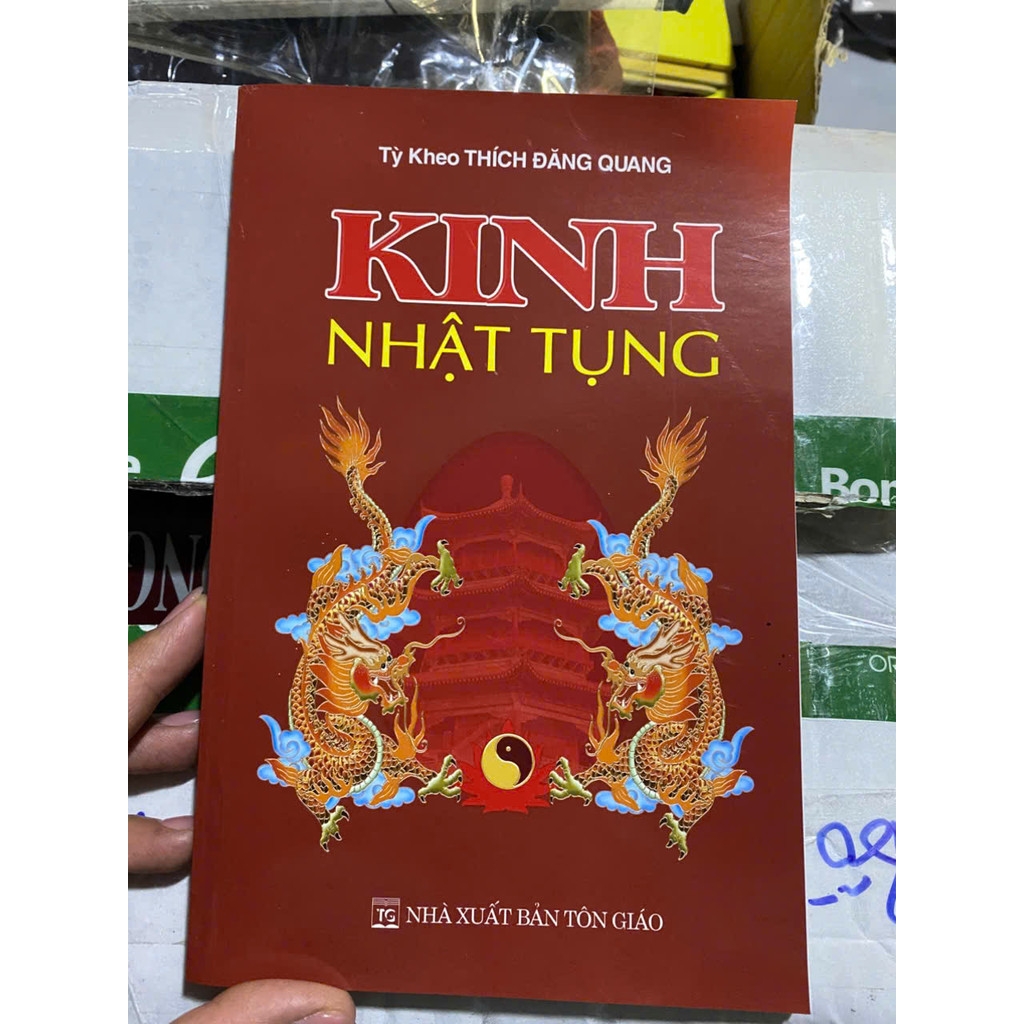 Tỳ Kheo THÍCH ĐĂNG QUANG
KINH
NHẬT TỤNG
TG NHÀ XUẤT BẢN TÔN GIÁO